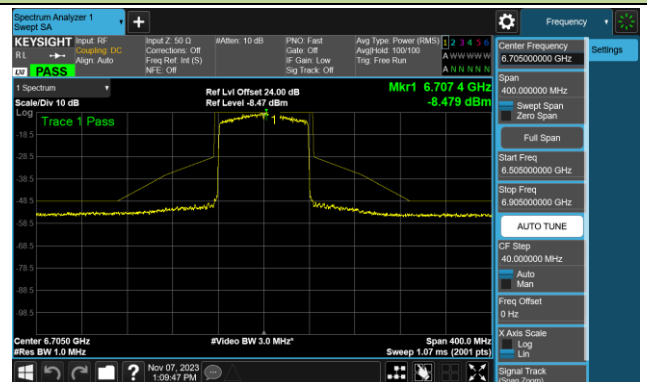 Spectrum Analyzer 1
Swept SA
Frequency
KEYSIGHT
Input: RF
Coupling: DC
Align: Auto
Input Z: 50 Ω
Corrections: Off
Freq Ref: Int (S)
NFE: Off
#Atten: 10 dB
PNO: Fast
Gate: Off
IF Gain: Low
Sig Track: Off
Avg Type: Power (RMS)
Avg|Hold: 100/100
Trig: Free Run
1 2 3 4 5 6
A W W W W W
A N N N N N
R L
LXI
PASS
1 Spectrum
Scale/Div 10 dB
Ref Lvl Offset 24.00 dB
Ref Level -8.47 dBm
Mkr1 6.707 4 GHz
-8.479 dBm
Log
Trace 1 Pass
1
-18.5
-28.5
-38.5
-48.5
-58.5
-68.5
-78.5
-88.5
-98.5
Center 6.7050 GHz
#Res BW 1.0 MHz
#Video BW 3.0 MHz*
Span 400.0 MHz
Sweep 1.07 ms (2001 pts)
Nov 07, 2023
1:09:47 PM
Center Frequency
6.705000000 GHz
Settings
Span
400.000000 MHz
Swept Span
Zero Span
Full Span
Start Freq
6.505000000 GHz
Stop Freq
6.905000000 GHz
AUTO TUNE
CF Step
40.000000 MHz
Auto
Man
Freq Offset
0 Hz
X Axis Scale
Log
Lin
Signal Track
(Span Zoom)